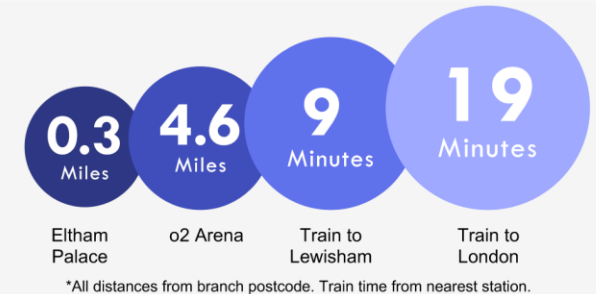 0.3
Miles
4.6
Miles
9
Minutes
19
Minutes
Eltham
Palace
o2 Arena
Train to
Lewisham
Train to
London
*All distances from branch postcode. Train time from nearest station.